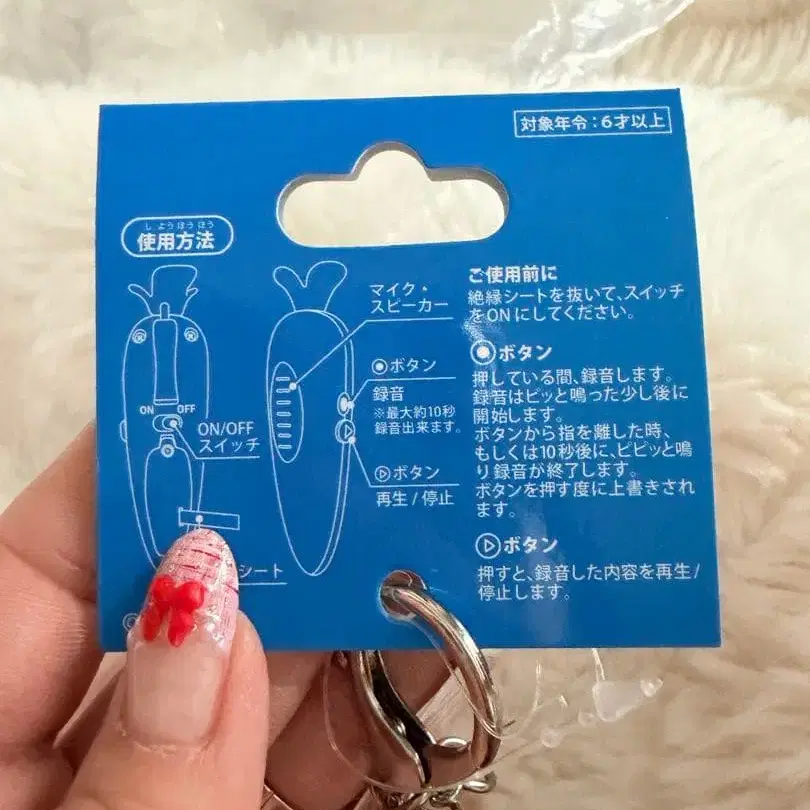 対象年令：6才以上
しようほうほう
使用方法
ON OFF
ON/OFF
スイッチ
シート
マイク・
スピーカー
◉ボタン
録音
※最大約10秒
録音出来ます。
▷ボタン
再生/停止
ご使用前に
絶縁シートを抜いて、スイッチ
をONにしてください。
◉ボタン
押している間、録音します。
録音はピッと鳴った少し後に
開始します。
ボタンから指を離した時、
もしくは10秒後に、ピピッと鳴
り録音が終了します。
ボタンを押す度に上書きされ
ます。
▷ボタン
押すと、録音した内容を再生/
停止します。